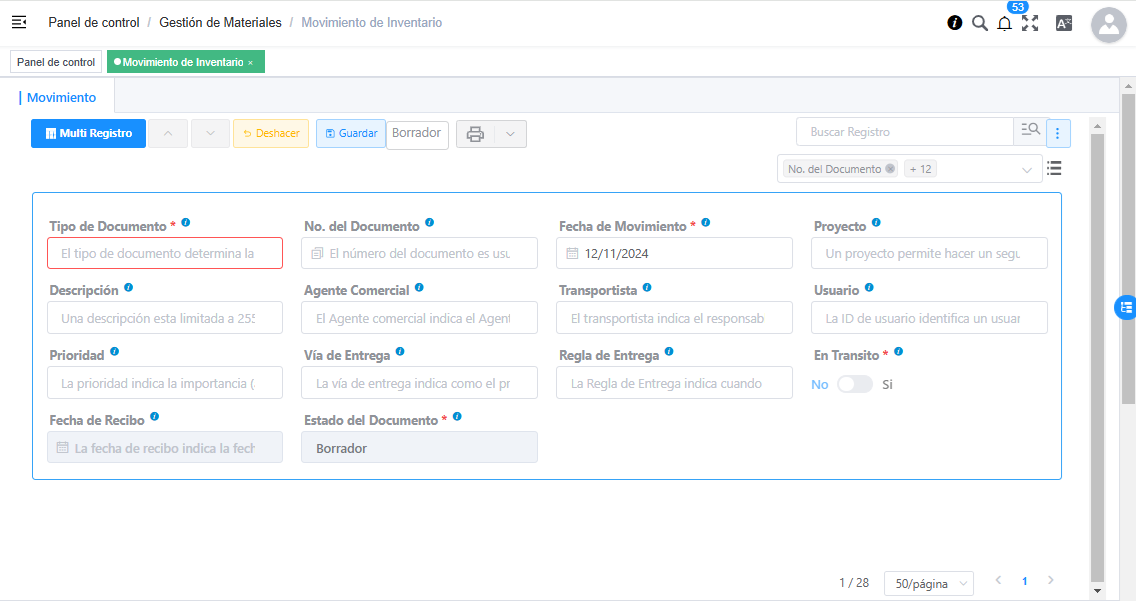 Panel de control / Gestión de Materiales / Movimiento de Inventario
53
Panel de control
Movimiento de Inventario ×
Movimiento
Multi Registro
Deshacer
Guardar
Borrador
Buscar Registro
No. del Documento
+ 12
Tipo de Documento *
No. del Documento
Fecha de Movimiento *
Proyecto
El tipo de documento determina la
El número del documento es usu
12/11/2024
Un proyecto permite hacer un segu
Descripción
Agente Comercial
Transportista
Usuario
Una descripción esta limitada a 255
El Agente comercial indica el Agent
El transportista indica el responsab
La ID de usuario identifica un usuar
Prioridad
Vía de Entrega
Regla de Entrega
En Transito *
La prioridad indica la importancia (
La vía de entrega indica como el pr
La Regla de Entrega indica cuando
No
Si
Fecha de Recibo
Estado del Documento *
La fecha de recibo indica la fech
Borrador
1 / 28
50/página
1